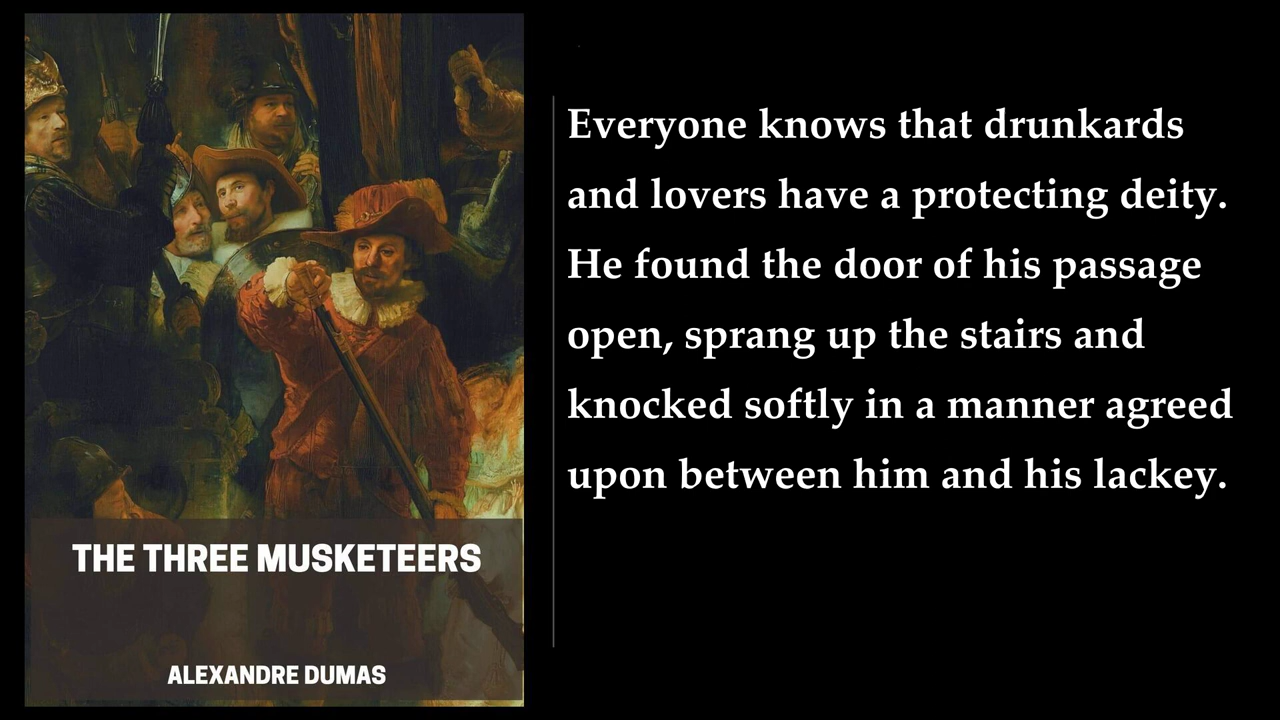 THE THREE MUSKETEERS
ALEXANDRE DUMAS
Everyone knows that drunkards
and lovers have a protecting deity.
He found the door of his passage
open, sprang up the stairs and
knocked softly in a manner agreed
upon between him and his lackey.